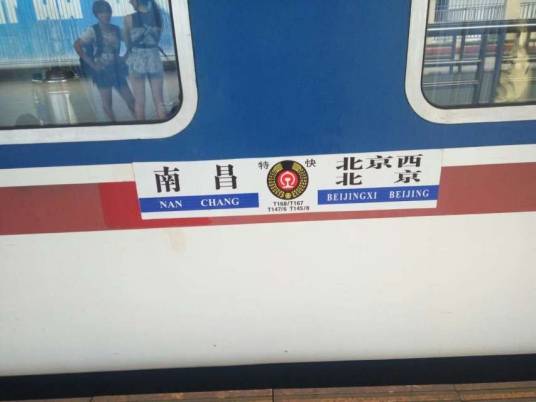 南昌
NAN CHANG
特快
T168/T167
T147/6 T145/8
北京西
北京
BEIJINGXI BEIJING